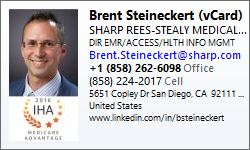 Brent Steineckert (vCard)
SHARP REES-STEALY MEDICAL...
DIR EMR/ACCESS/HLTH INFO MGMT
Brent.Steineckert@sharp.com
+1 (858) 262-6098 Office
(858) 224-2017 Cell
5651 Copley Dr San Diego, CA 92111 ...
United States
www.linkedin.com/in/bsteineckert
2016
IHA
MEDICARE
ADVANTAGE